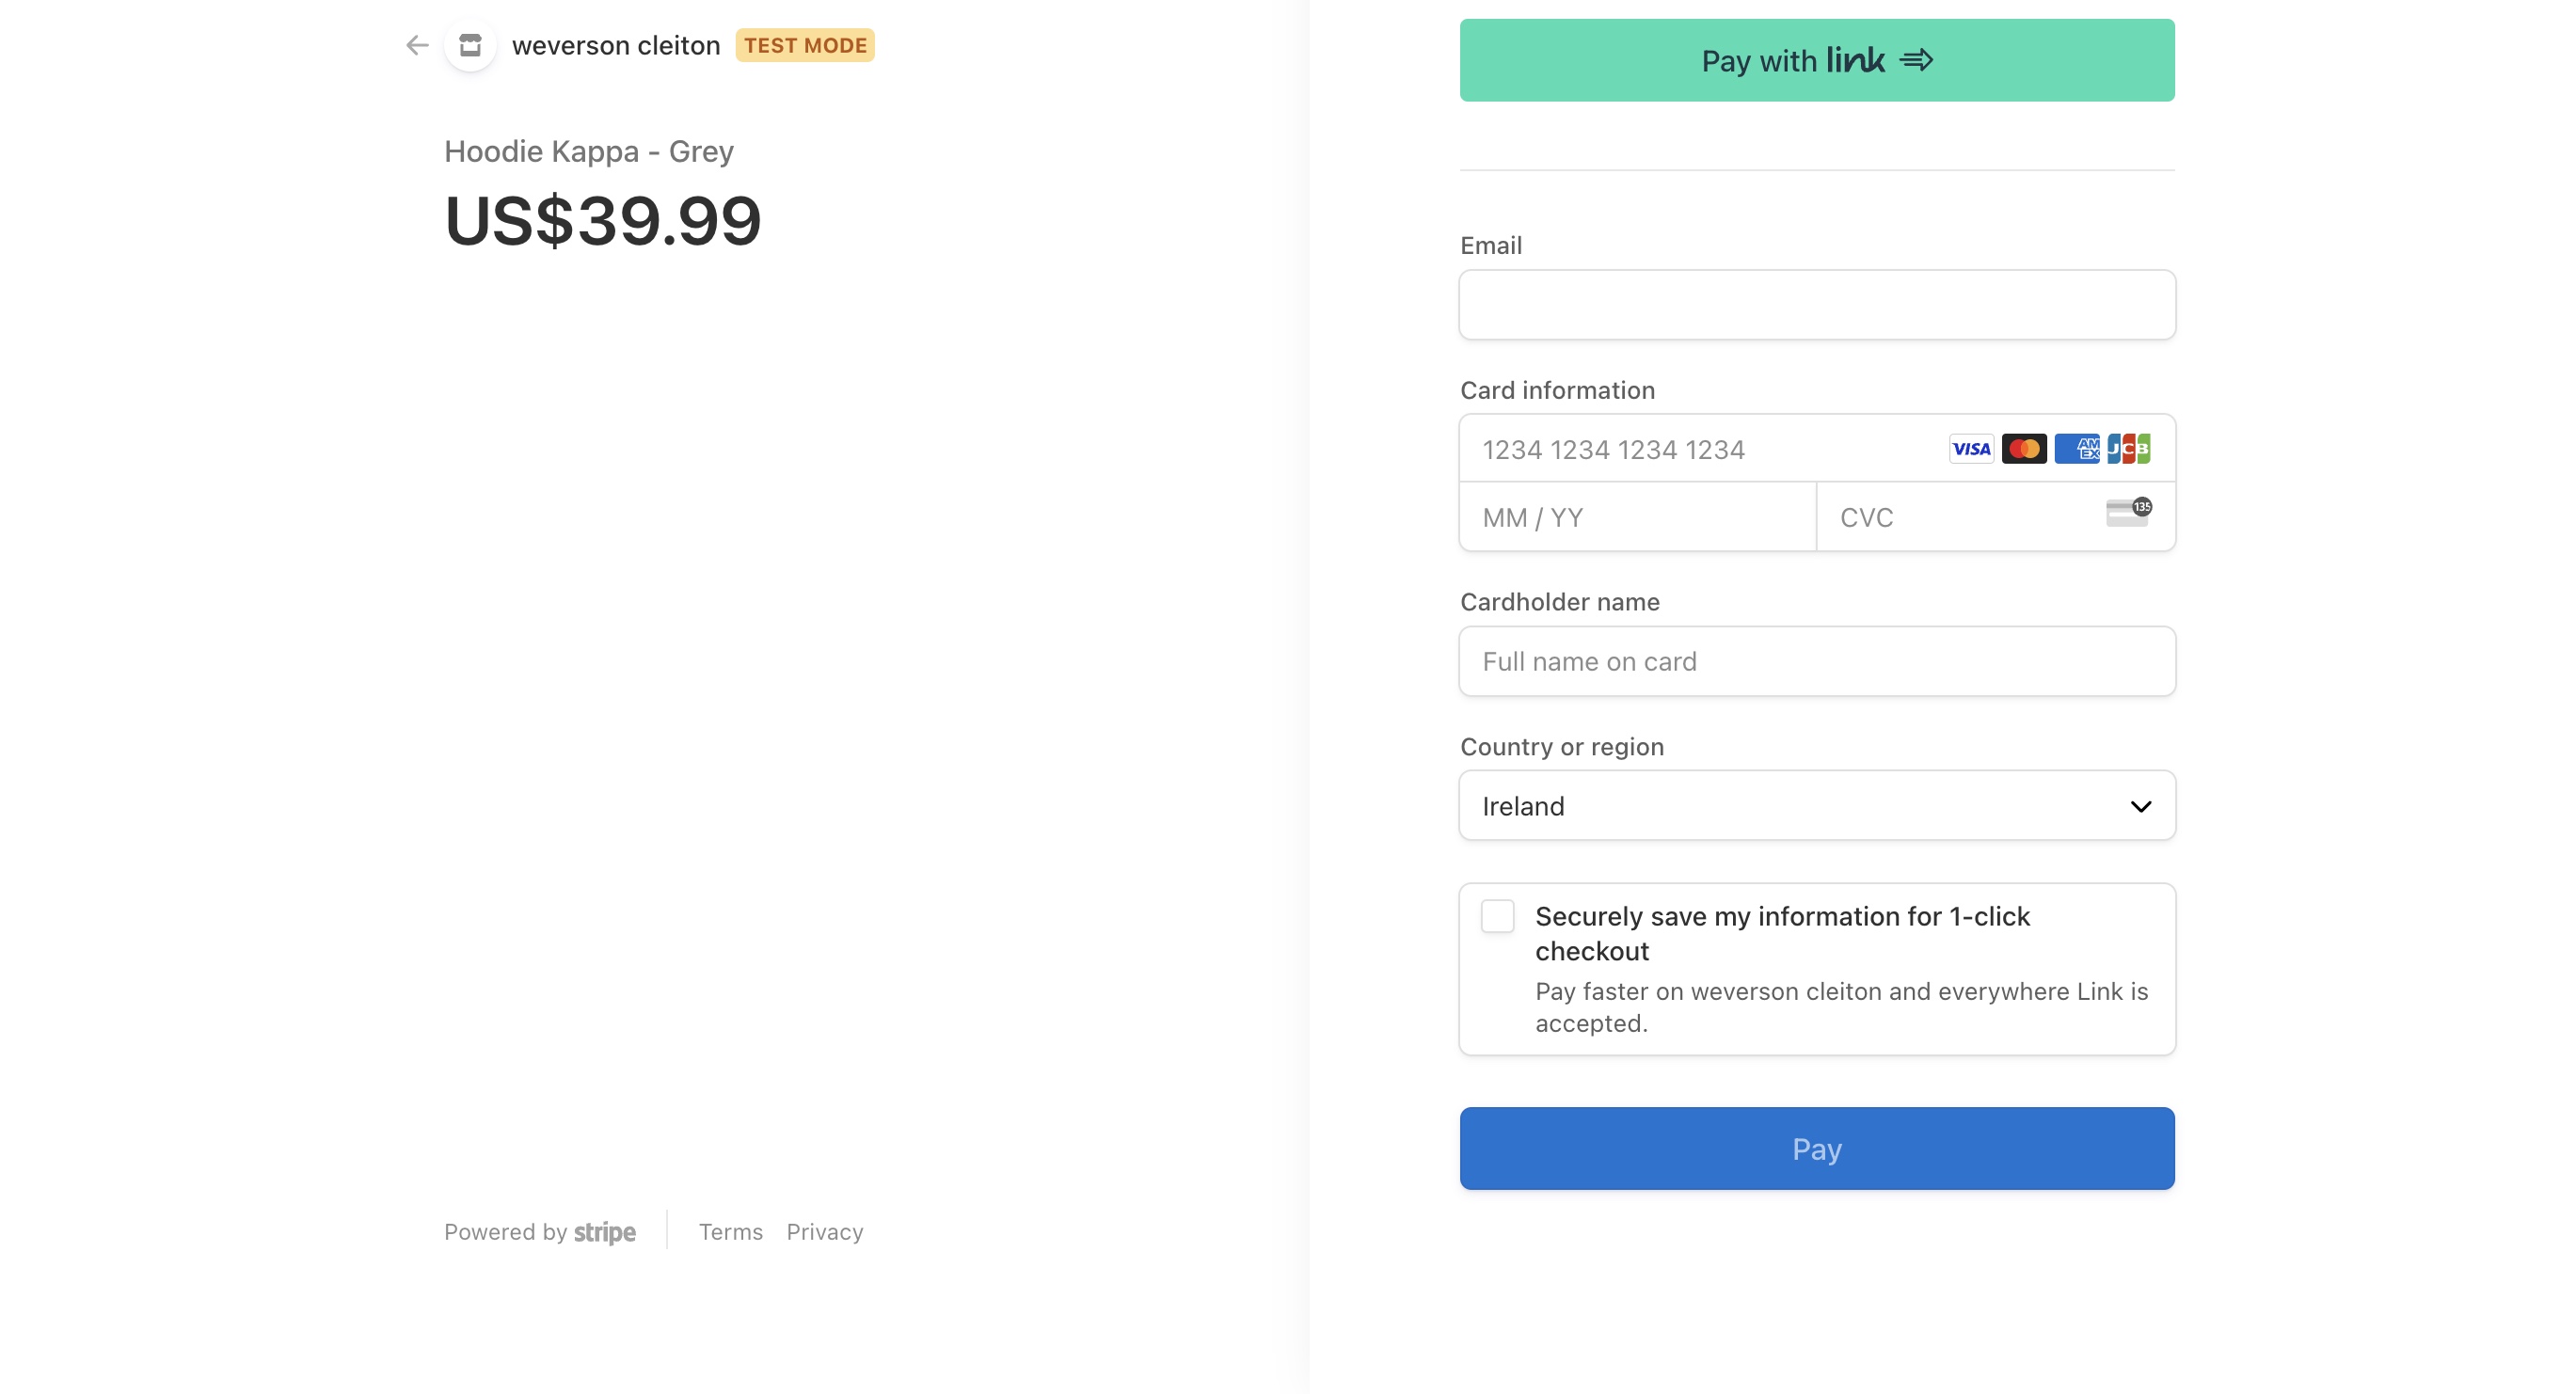 weverson cleiton TEST MODE
Hoodie Kappa - Grey
US$39.99
Powered by stripe
Terms Privacy
Pay with link
Email
Card information
1234 1234 1234 1234 VISA AMEX JCB
MM / YY
CVC 135
Cardholder name
Full name on card
Country or region
Ireland
Securely save my information for 1-click
checkout
Pay faster on weverson cleiton and everywhere Link is
accepted.
Pay